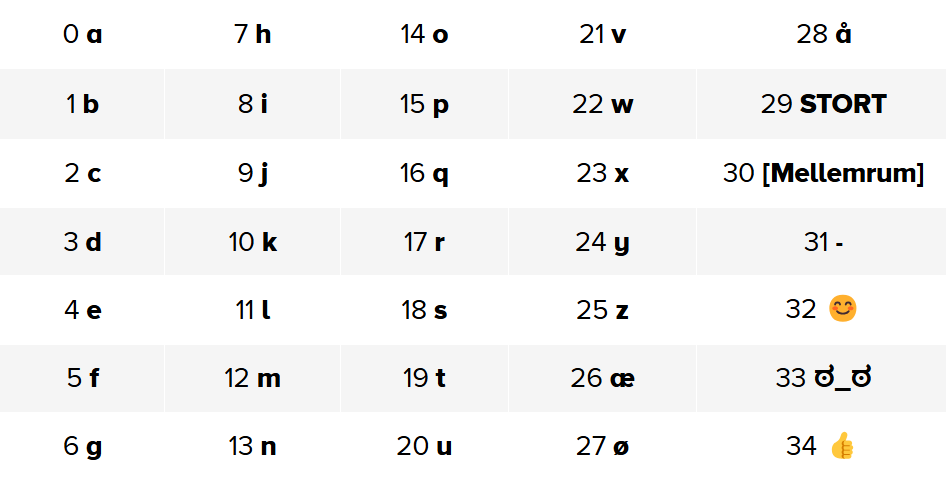 0 a 7 h 14 o 21 v 28 å
1 b 8 i 15 p 22 w 29 STORT
2 c 9 j 16 q 23 x 30 [Mellemrum]
3 d 10 k 17 r 24 y 31 -
4 e 11 l 18 s 25 z 32 😊
5 f 12 m 19 t 26 æ 33 ಠ_ಠ
6 g 13 n 20 u 27 ø 34 👍